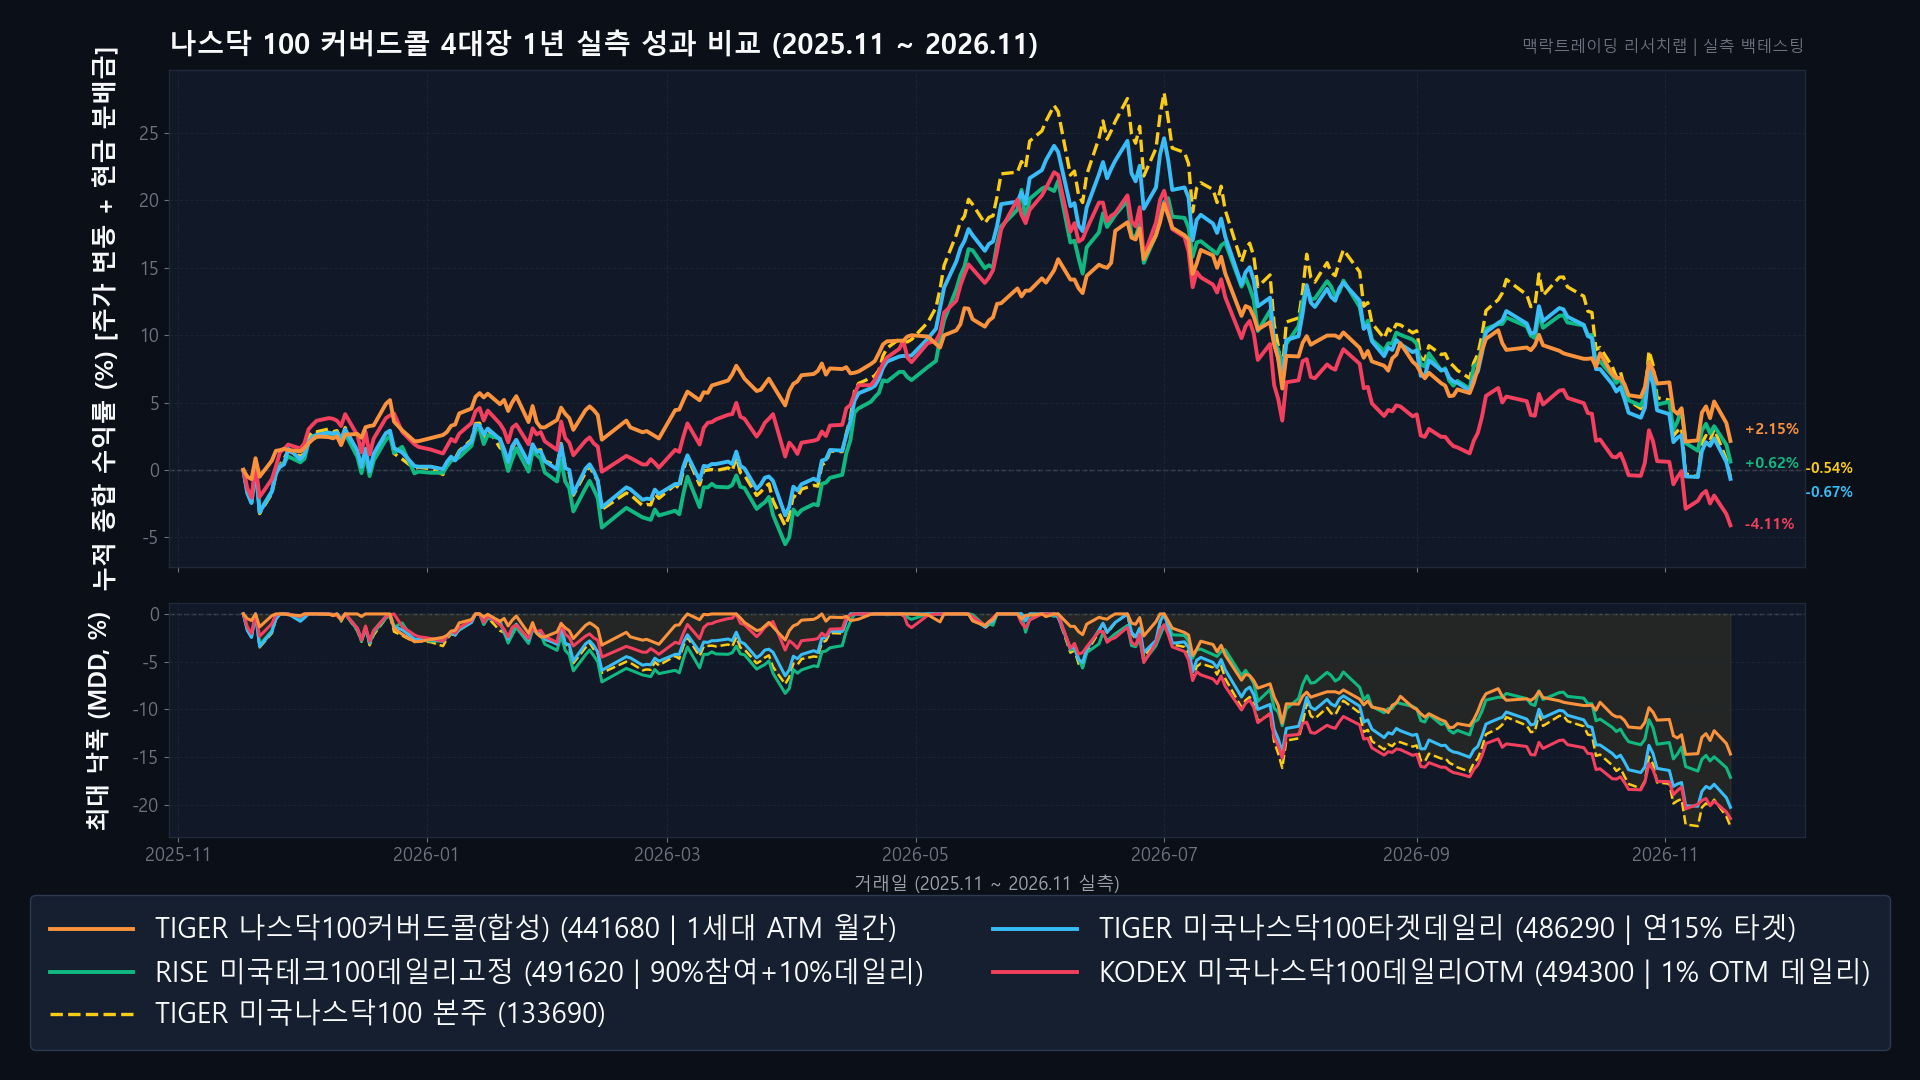 나스닥 100 커버드콜 4대장 1년 실측 성과 비교 (2025.11 ~ 2026.11)
맥락트레이딩 리서치랩 | 실측 백테스팅
누적 종합 수익률 (%) [주가 변동 + 현금 분배금]
25
20
15
10
5
0
-5
+2.15%
+0.62%
-0.54%
-0.67%
-4.11%
최대 낙폭 (MDD, %)
0
-5
-10
-15
-20
2025-11
2026-01
2026-03
2026-05
2026-07
2026-09
2026-11
거래일 (2025.11 ~ 2026.11 실측)
TIGER 나스닥100커버드콜(합성) (441680 | 1세대 ATM 월간)
RISE 미국테크100데일리고정 (491620 | 90%참여+10%데일리)
TIGER 미국나스닥100 본주 (133690)
TIGER 미국나스닥100타겟데일리 (486290 | 연15% 타겟)
KODEX 미국나스닥100데일리OTM (494300 | 1% OTM 데일리)